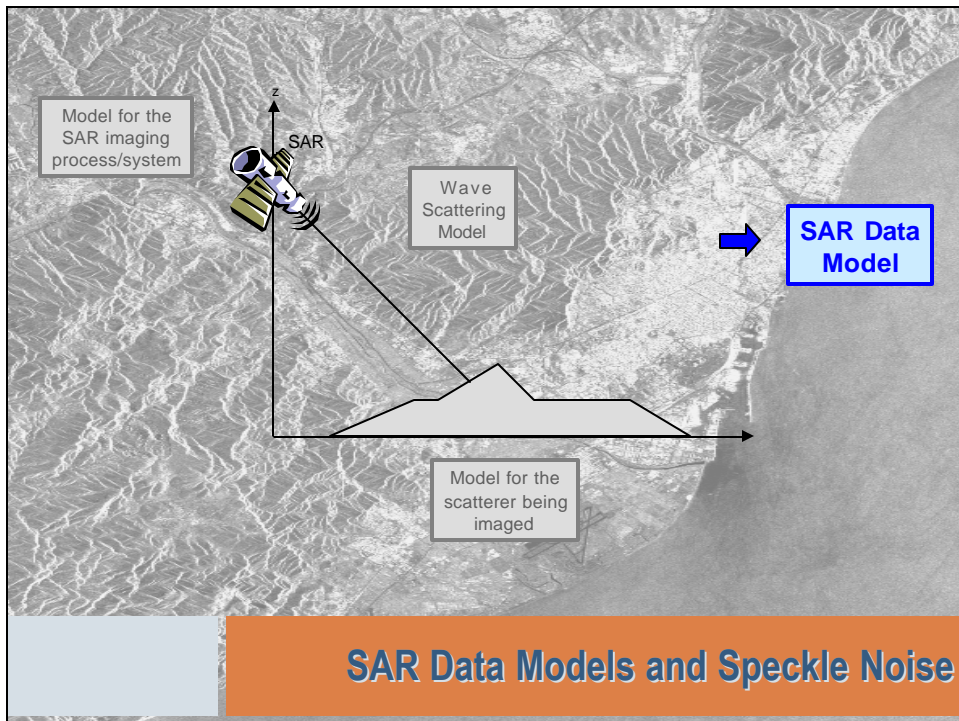 z
Model for the
SAR imaging
process/system
SAR
Wave
Scattering
Model
SAR Data
Model
Model for the
scatterer being
imaged
SAR Data Models and Speckle Noise